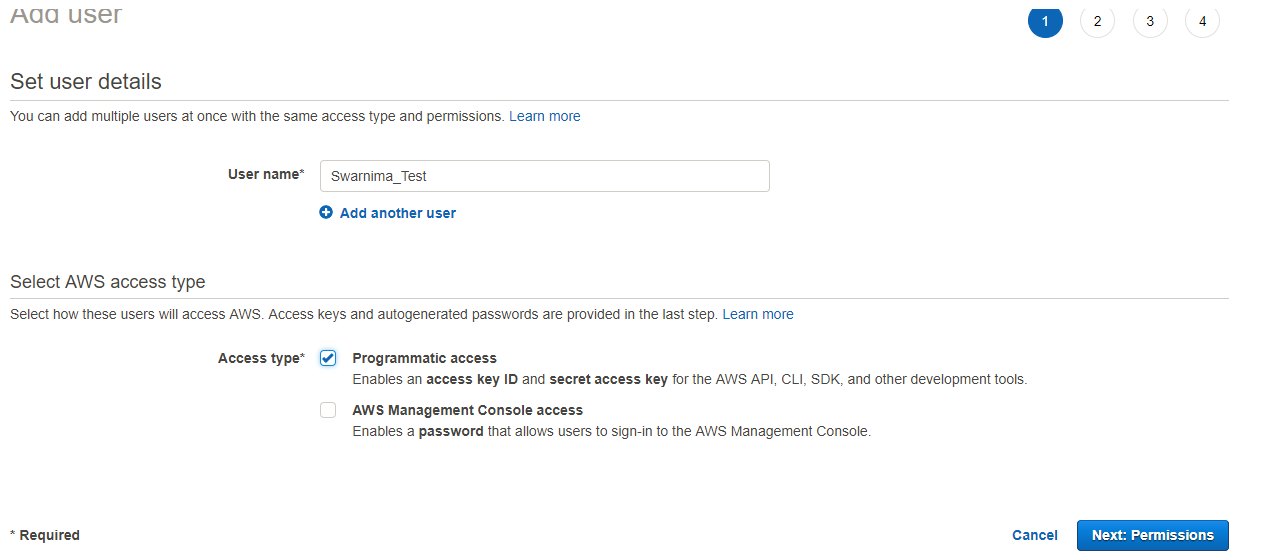 Add user
1 2 3 4
Set user details
You can add multiple users at once with the same access type and permissions. Learn more
User name* Swarnima_Test
Add another user
Select AWS access type
Select how these users will access AWS. Access keys and autogenerated passwords are provided in the last step. Learn more
Access type* Programmatic access
Enables an access key ID and secret access key for the AWS API, CLI, SDK, and other development tools.
AWS Management Console access
Enables a password that allows users to sign-in to the AWS Management Console.
* Required Cancel Next: Permissions